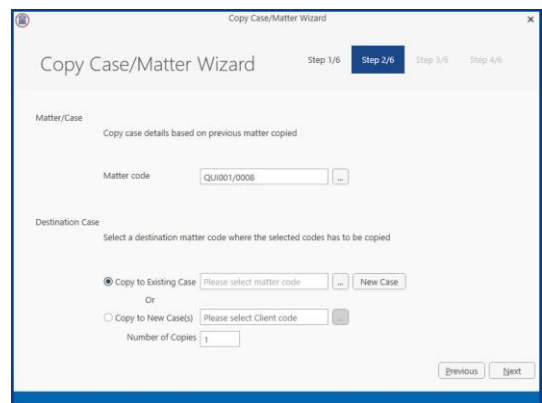 Copy Case/Matter Wizard
Copy Case/Matter Wizard Step 1/6 Step 2/6 Step 3/6 Step 4/6
Matter/Case
Copy case details based on previous matter copied
Matter code QUI001/0008 ...
Destination Case
Select a destination matter code where the selected codes has to be copied
Copy to Existing Case Please select matter code ... New Case
Or
Copy to New Case(s) Please select Client code ...
Number of Copies 1
Previous Next